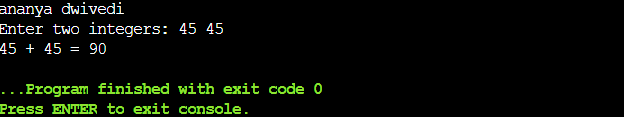 ananya dwivedi
Enter two integers: 45 45
45 + 45 = 90
...Program finished with exit code 0
Press ENTER to exit console.